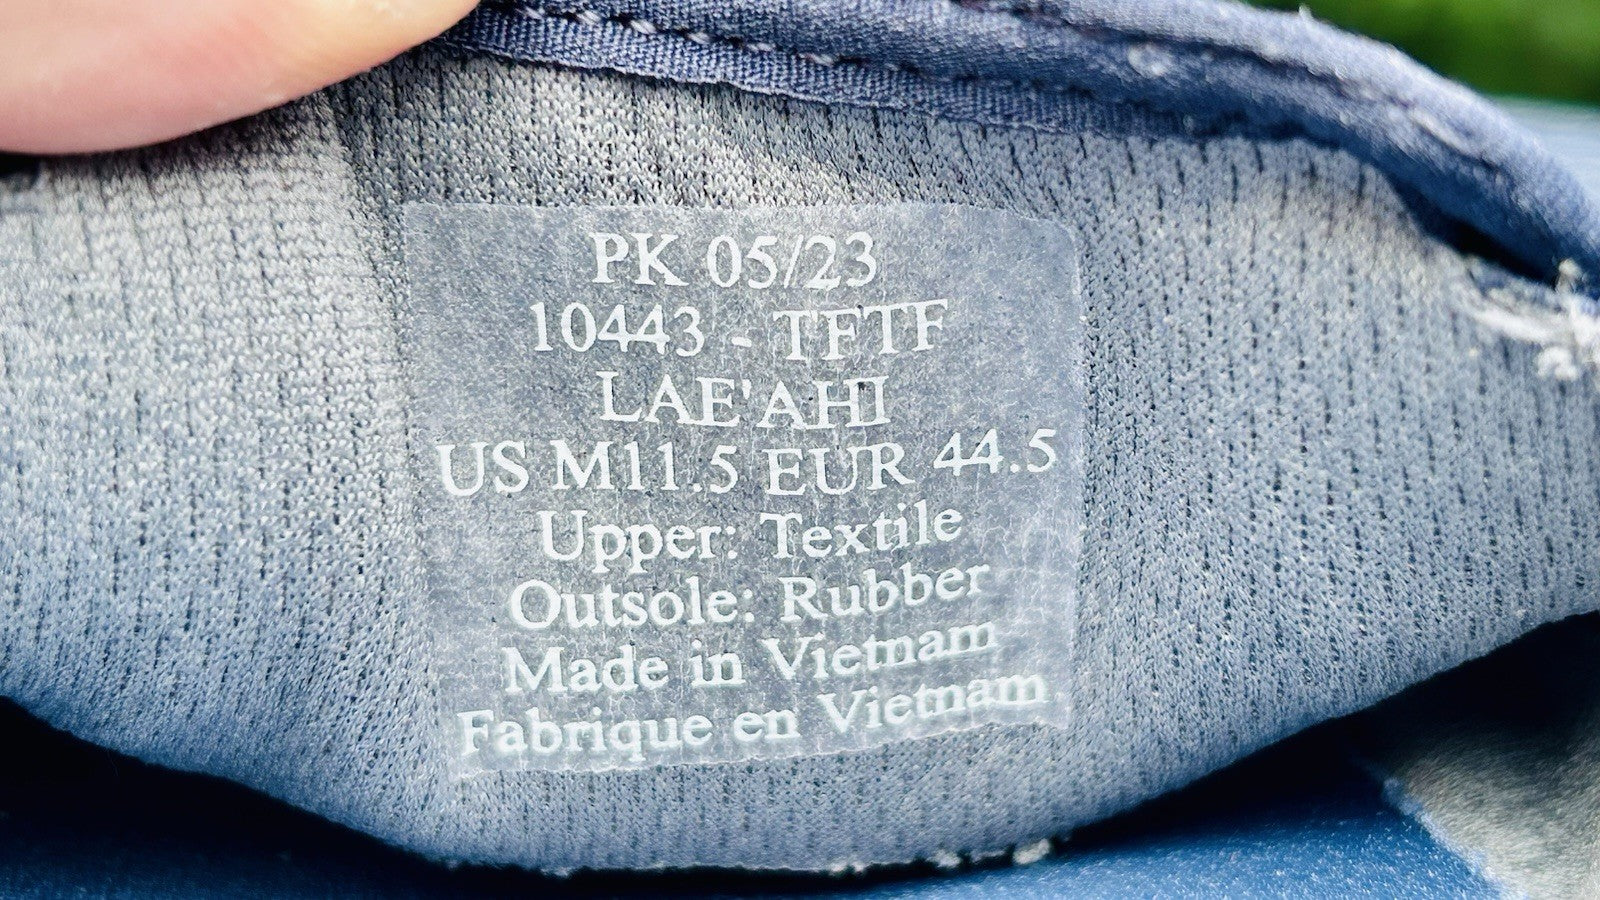 PK 05/23
10443 - TFTF
LAE'AHI
US M11.5 EUR 44.5
Upper: Textile
Outsole: Rubber
Made in Vietnam
Fabrique en Vietnam